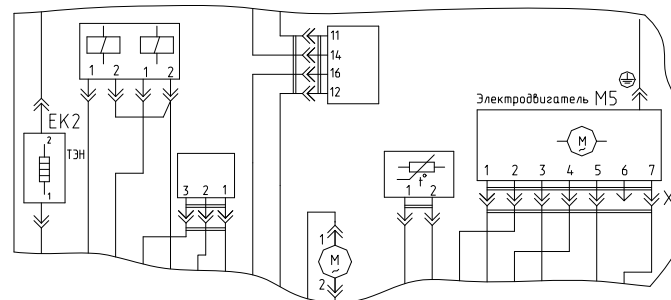 11
14
16
12
1 2 1 2
Электродвигатель М5
EK2
2
ТЭН
1
М
~
t°
1 2
3 2 1
1 2 3 4 5 6 7
Х
1
М
~
2